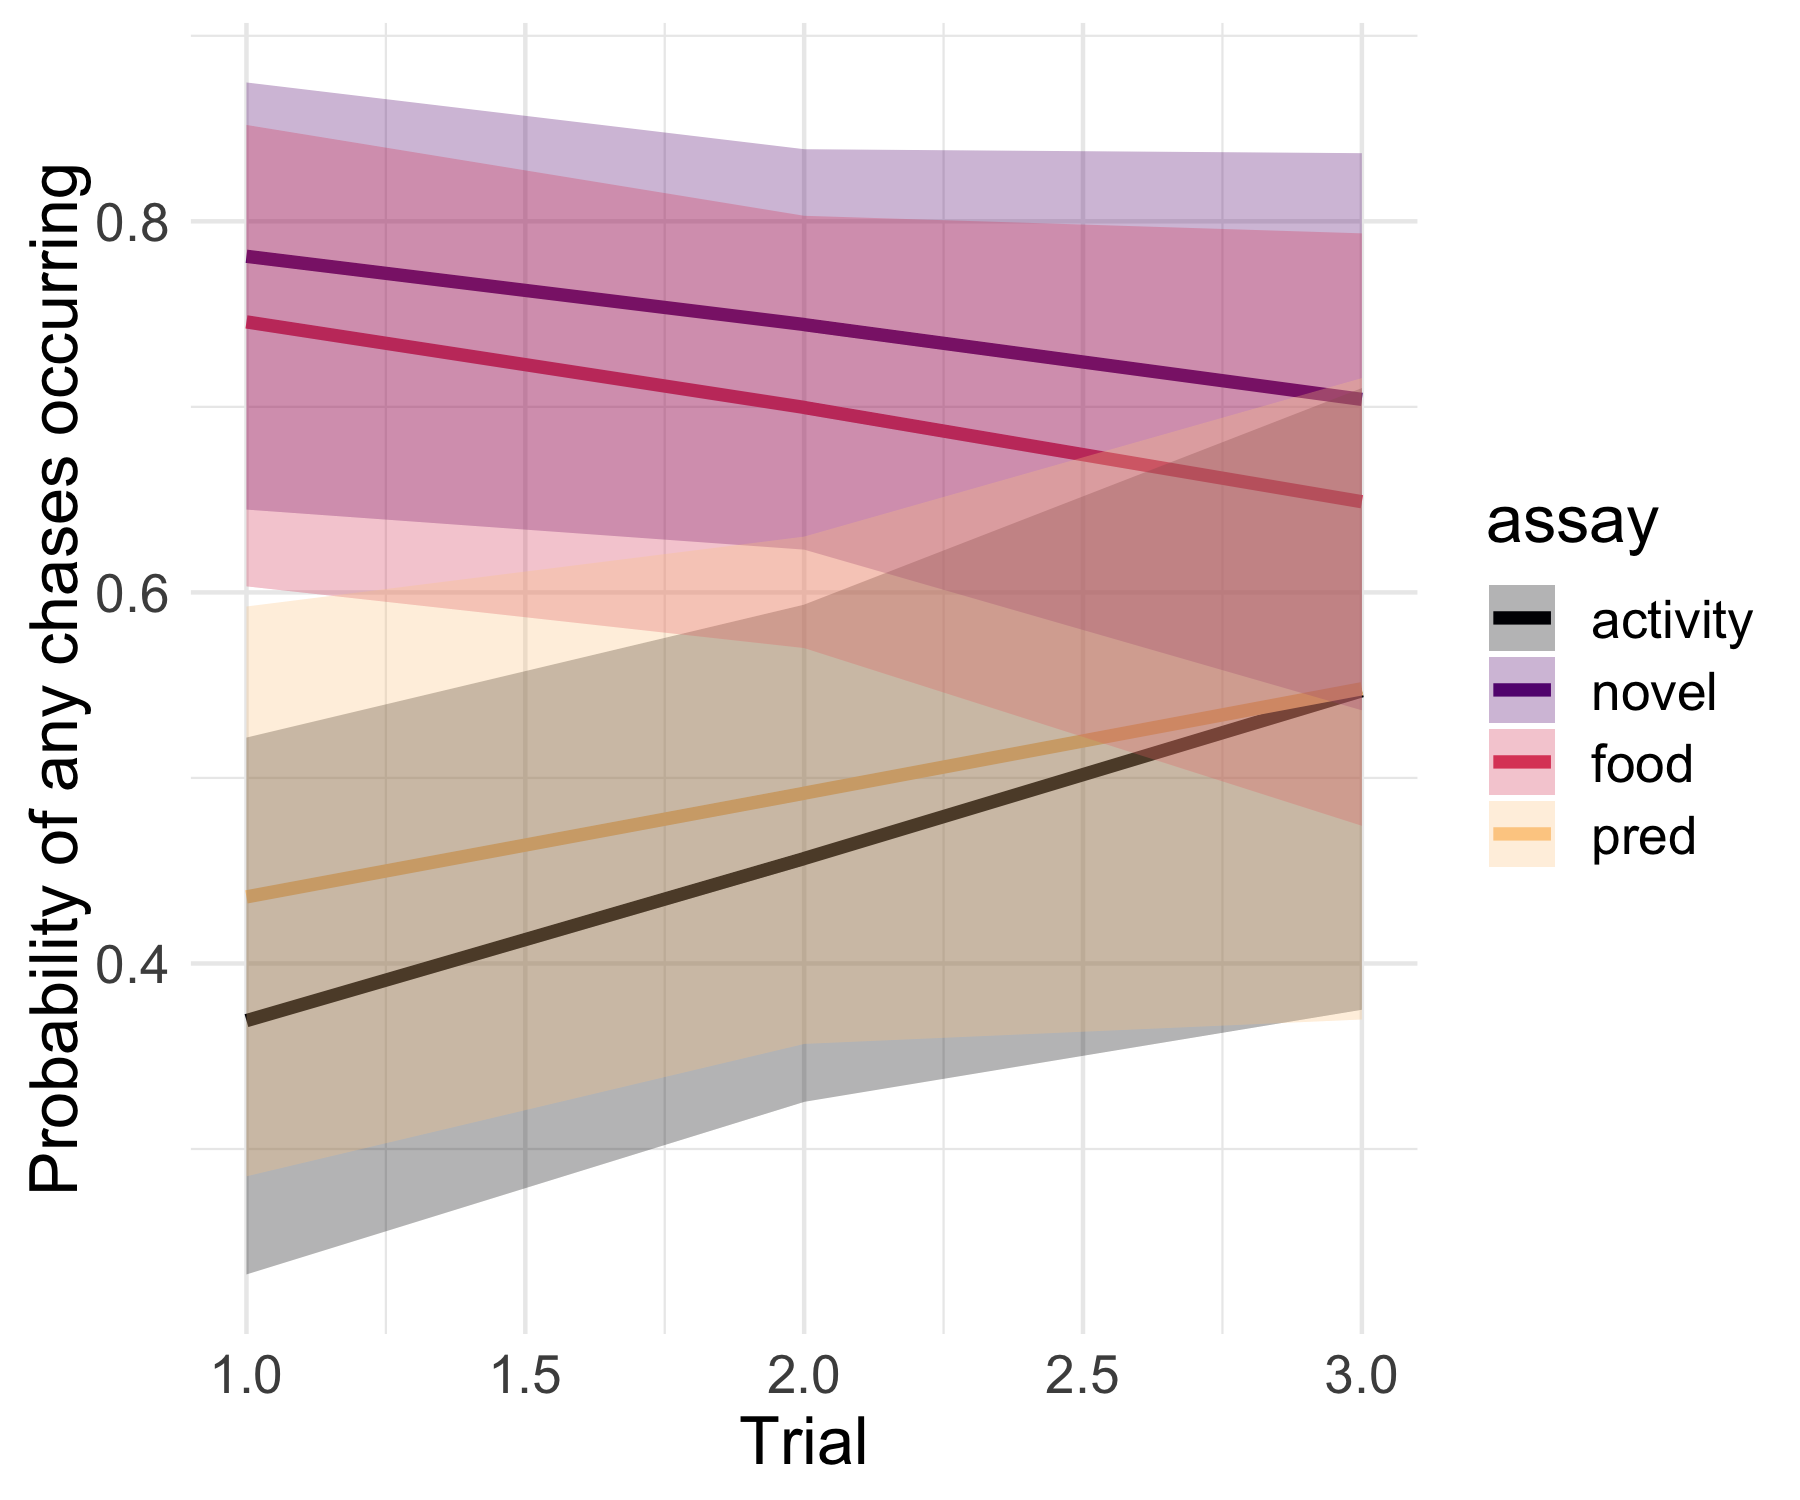 Probability of any chases occurring
0.8
0.6
0.4
1.0 1.5 2.0 2.5 3.0
Trial
assay
activity
novel
food
pred